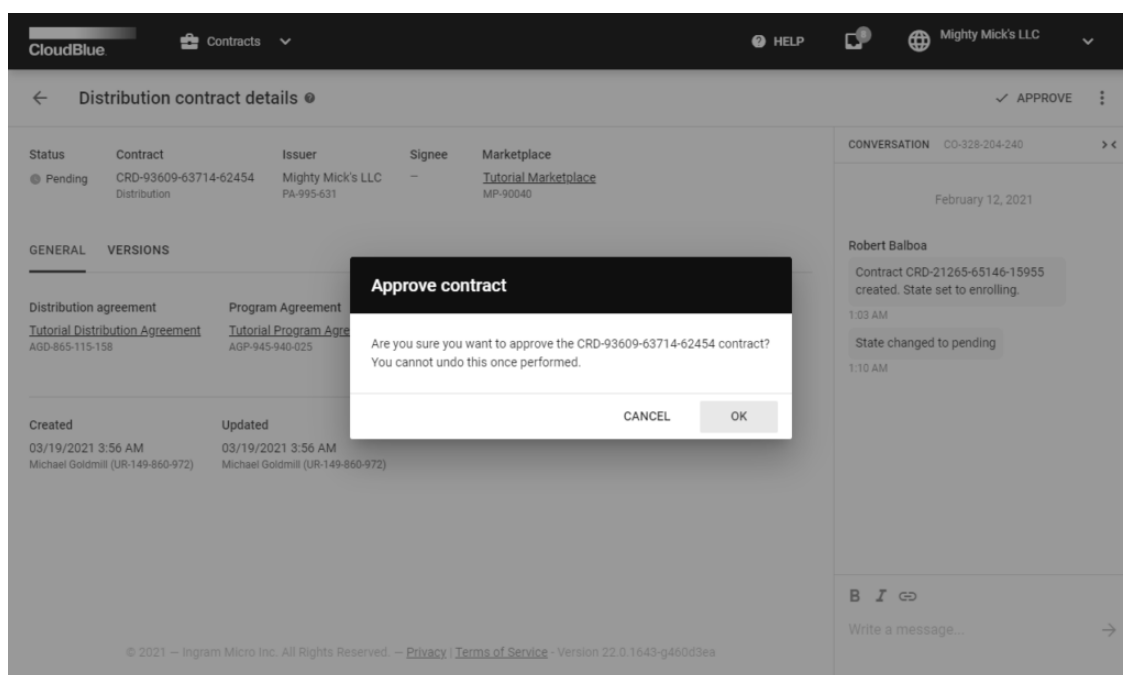 CloudBlue.
Contracts
HELP
Mighty Mick's LLC
Distribution contract details
APPROVE
Status
Contract
Issuer
Signee
Marketplace
Pending
CRD-93609-63714-62454
Mighty Mick's LLC
–
Tutorial Marketplace
Distribution
PA-995-631
MP-90040
GENERAL
VERSIONS
Distribution agreement
Program Agreement
Tutorial Distribution Agreement
Tutorial Program Agre
AGD-865-115-158
AGP-945-940-025
Created
Updated
03/19/2021 3:56 AM
03/19/2021 3:56 AM
Michael Goldmill (UR-149-860-972)
Michael Goldmill (UR-149-860-972)
Approve contract
Are you sure you want to approve the CRD-93609-63714-62454 contract?
You cannot undo this once performed.
CANCEL
OK
CONVERSATION CO-328-204-240
February 12, 2021
Robert Balboa
Contract CRD-21265-65146-15955
created. State set to enrolling.
1:03 AM
State changed to pending
1:10 AM
B I
Write a message...
© 2021 – Ingram Micro Inc. All Rights Reserved. – Privacy | Terms of Service - Version 22.0.1643-g460d3ea